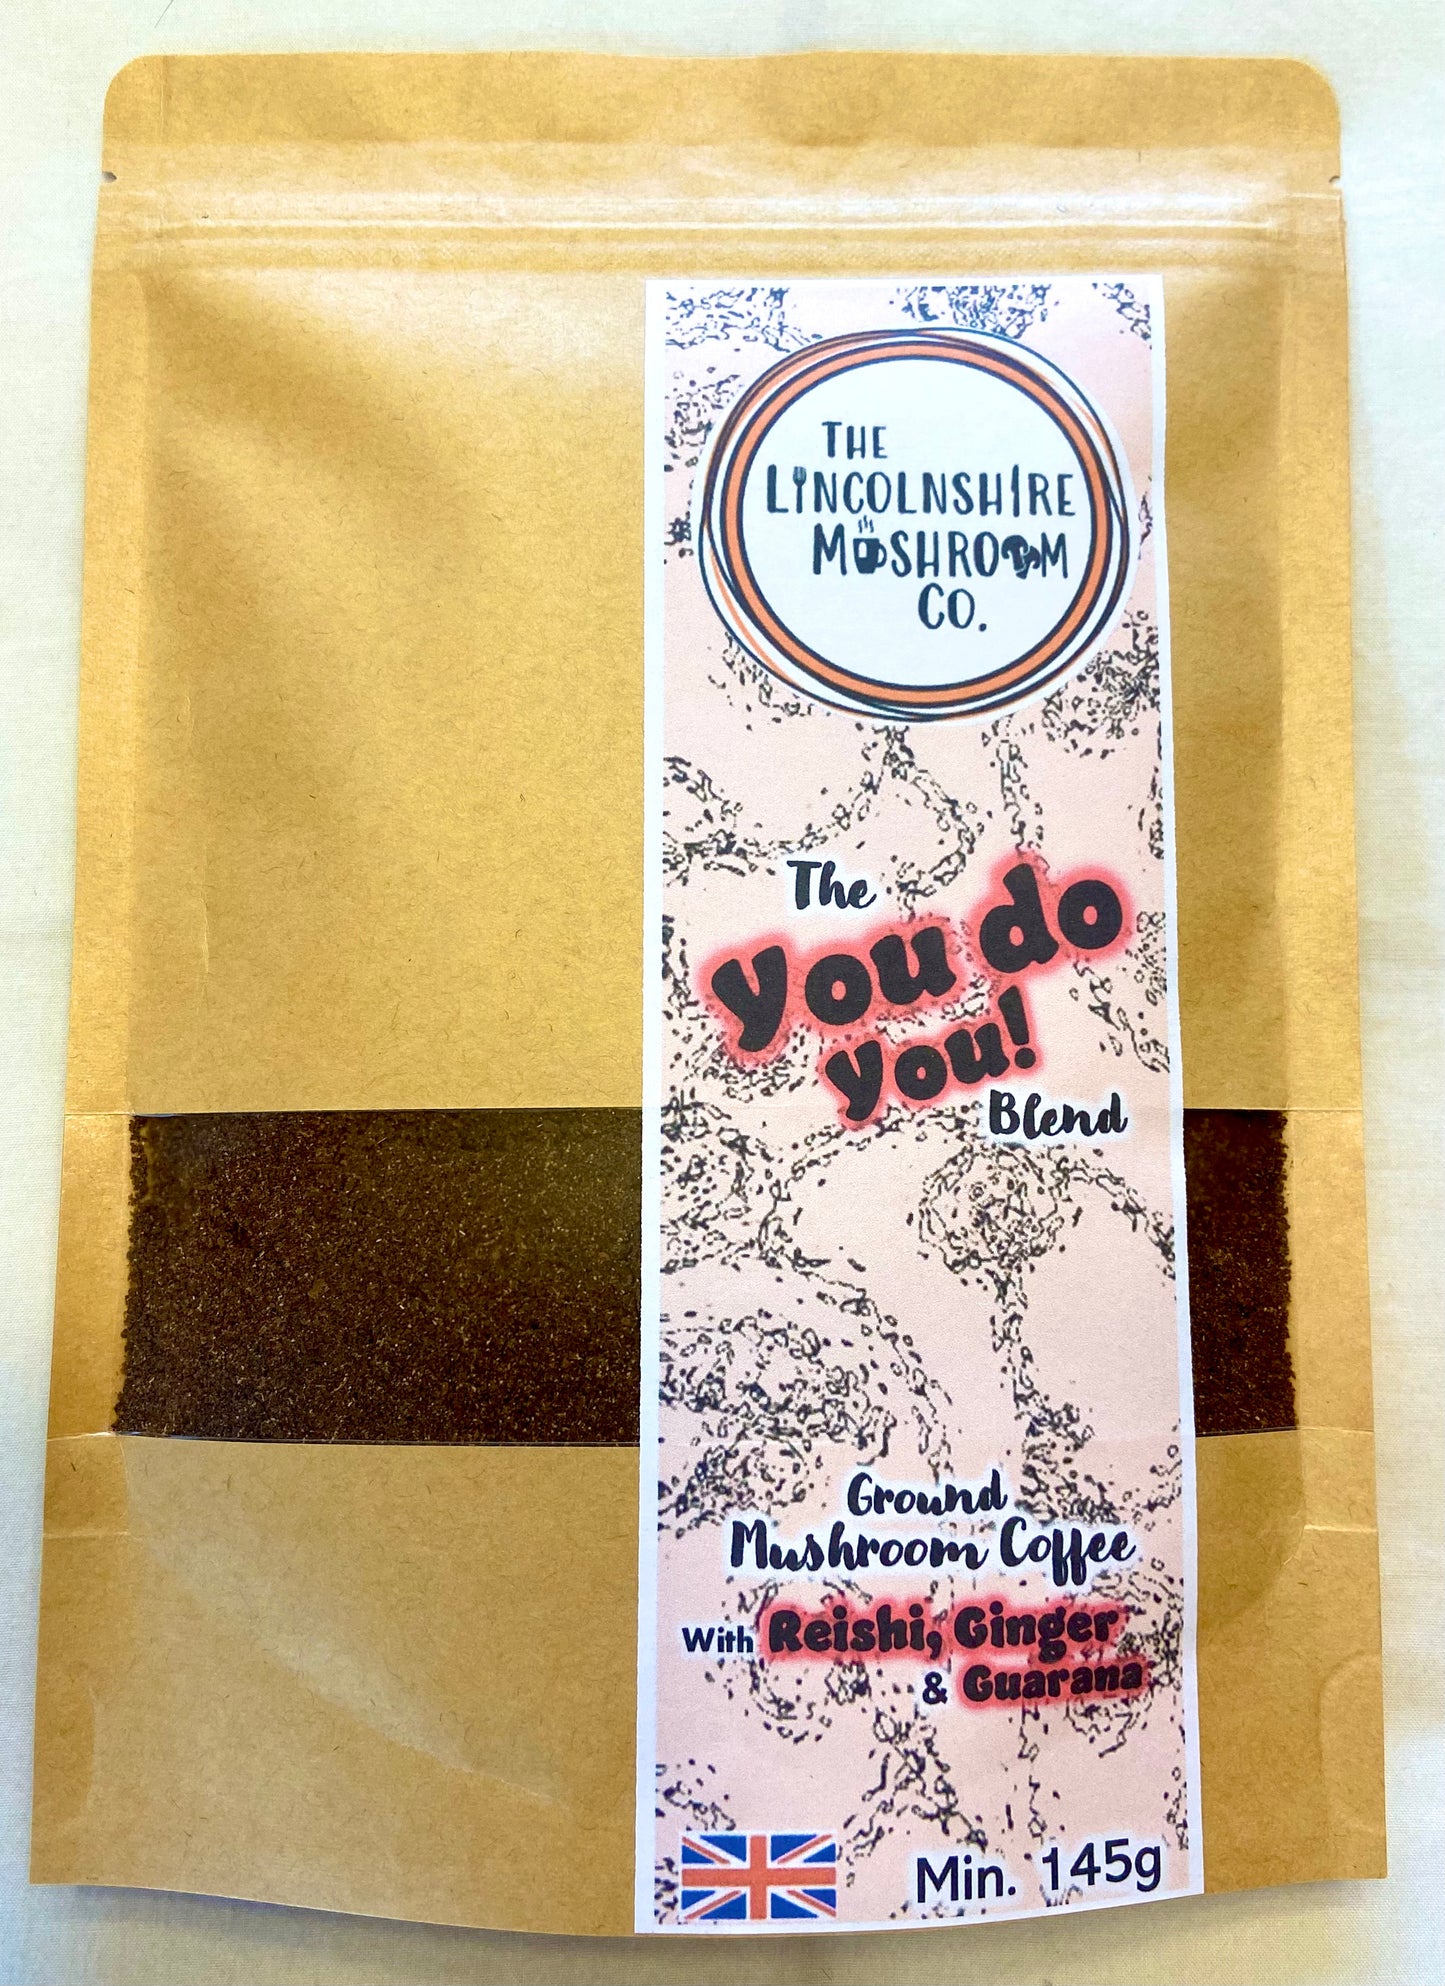 THE
LINCOLNSHIRE
MUSHROOM
CO.
The
you do
you!
Blend
Ground
Mushroom Coffee
With Reishi, Ginger
& Guarana
Min. 145g